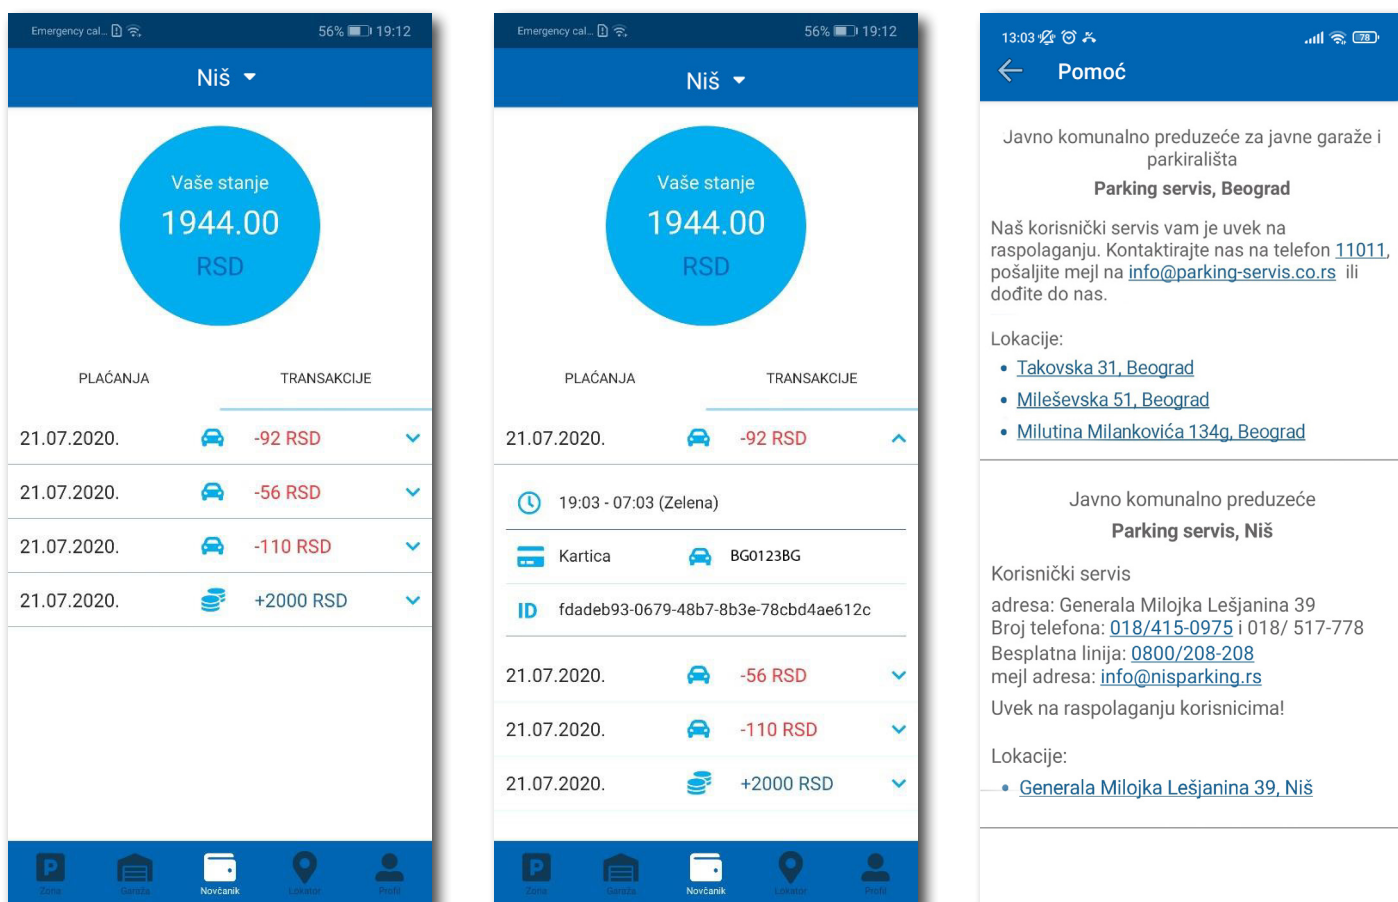 Emergency cal...
56%
19:12
Niš
Vaše stanje
1944.00
RSD
PLAĆANJA
TRANSAKCIJE
21.07.2020.
-92 RSD
21.07.2020.
-56 RSD
21.07.2020.
-110 RSD
21.07.2020.
+2000 RSD
P
Zona
Garaža
Novčanik
Lokator
Profil
Emergency cal...
56%
19:12
Niš
Vaše stanje
1944.00
RSD
PLAĆANJA
TRANSAKCIJE
21.07.2020.
-92 RSD
19:03 - 07:03 (Zelena)
Kartica
BG0123BG
ID
fdadeb93-0679-48b7-8b3e-78cbd4ae612c
21.07.2020.
-56 RSD
21.07.2020.
-110 RSD
21.07.2020.
+2000 RSD
P
Zona
Garaža
Novčanik
Lokator
Profil
13:03
78
Pomoć
Javno komunalno preduzeće za javne garaže i
parkirališta
Parking servis, Beograd
Naš korisnički servis vam je uvek na
raspolaganju. Kontaktirajte nas na telefon 11011,
pošaljite mejl na info@parking-servis.co.rs ili
dođite do nas.
Lokacije:
• Takovska 31, Beograd
• Mileševska 51, Beograd
• Milutina Milankovića 134g, Beograd
Javno komunalno preduzeće
Parking servis, Niš
Korisnički servis
adresa: Generala Milojka Lešjanina 39
Broj telefona: 018/415-0975 i 018/ 517-778
Besplatna linija: 0800/208-208
mejl adresa: info@nisparking.rs
Uvek na raspolaganju korisnicima!
Lokacije:
• Generala Milojka Lešjanina 39, Niš